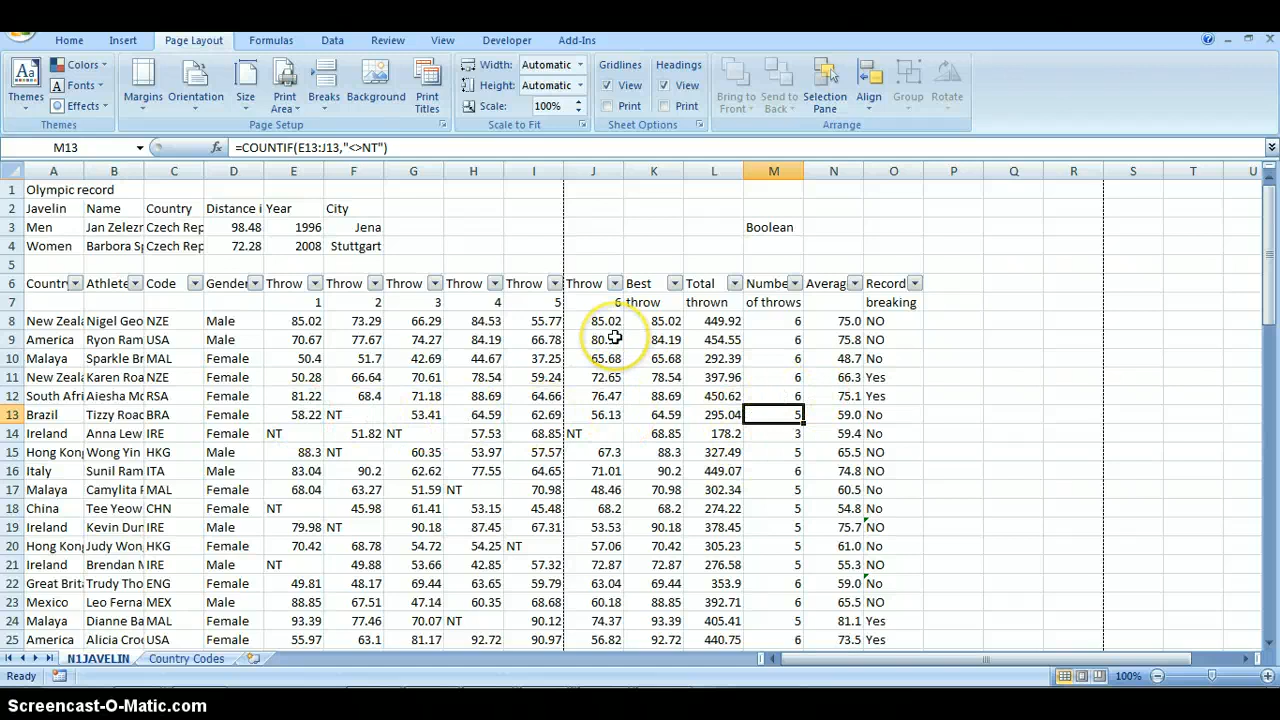 Home Insert Page Layout Formulas Data Review View Developer Add-Ins
Colors Width: Automatic Gridlines Headings
Fonts Height: Automatic View View
Themes Effects Margins Orientation Size Print Area Breaks Background Print Titles Scale: 100% Print Print Bring to Front Send to Back Selection Pane Align Group Rotate
Themes Page Setup Scale to Fit Sheet Options Arrange
M13 fx =COUNTIF(E13:J13,"<>NT")
A B C D E F G H I J K L M N O P Q R S T U
1 Olympic record
2 Javelin Name Country Distance i Year City
3 Men Jan Zelezn Czech Rep 98.48 1996 Jena Boolean
4 Women Barbora Sp Czech Rep 72.28 2008 Stuttgart
5
6 Countr Athlete Code Gende Throw Throw Throw Throw Throw Throw Best Total Numbe Averag Record
7 1 2 3 4 5 6 throw thrown of throws breaking
8 New Zeala Nigel Geo NZE Male 85.02 73.29 66.29 84.53 55.77 85.02 85.02 449.92 6 75.0 NO
9 America Ryon Ram USA Male 70.67 77.67 74.27 84.19 66.78 80. 84.19 454.55 6 75.8 NO
10 Malaya Sparkle Br MAL Female 50.4 51.7 42.69 44.67 37.25 65.68 65.68 292.39 6 48.7 No
11 New Zeala Karen Roa NZE Female 50.28 66.64 70.61 78.54 59.24 72.65 78.54 397.96 6 66.3 Yes
12 South Afri Aiesha Mo RSA Female 81.22 68.4 71.18 88.69 64.66 76.47 88.69 450.62 6 75.1 Yes
13 Brazil Tizzy Road BRA Female 58.22 NT 53.41 64.59 62.69 56.13 64.59 295.04 5 59.0 No
14 Ireland Anna Lew IRE Female NT 51.82 NT 57.53 68.85 NT 68.85 178.2 3 59.4 No
15 Hong Kong Wong Yin HKG Male 88.3 NT 60.35 53.97 57.57 67.3 88.3 327.49 5 65.5 NO
16 Italy Sunil Ram ITA Male 83.04 90.2 62.62 77.55 64.65 71.01 90.2 449.07 6 74.8 NO
17 Malaya Camylita P MAL Female 68.04 63.27 51.59 NT 70.98 48.46 70.98 302.34 5 60.5 No
18 China Tee Yeow CHN Female NT 45.98 61.41 53.15 45.48 68.2 68.2 274.22 5 54.8 No
19 Ireland Kevin Dun IRE Male 79.98 NT 90.18 87.45 67.31 53.53 90.18 378.45 5 75.7 NO
20 Hong Kong Judy Wong HKG Female 70.42 68.78 54.72 54.25 NT 57.06 70.42 305.23 5 61.0 No
21 Ireland Brendan M IRE Male NT 49.88 53.66 42.85 57.32 72.87 72.87 276.58 5 55.3 NO
22 Great Brita Trudy Tho ENG Female 49.81 48.17 69.44 63.65 59.79 63.04 69.44 353.9 6 59.0 No
23 Mexico Leo Ferna MEX Male 88.85 67.51 47.14 60.35 68.68 60.18 88.85 392.71 6 65.5 NO
24 Malaya Dianne Ba MAL Female 93.39 77.46 70.07 NT 90.12 74.37 93.39 405.41 5 81.1 Yes
25 America Alicia Croc USA Female 55.97 63.1 81.17 92.72 90.97 56.82 92.72 440.75 6 73.5 Yes
N1JAVELIN Country Codes
Ready 100%
Screencast-O-Matic.com